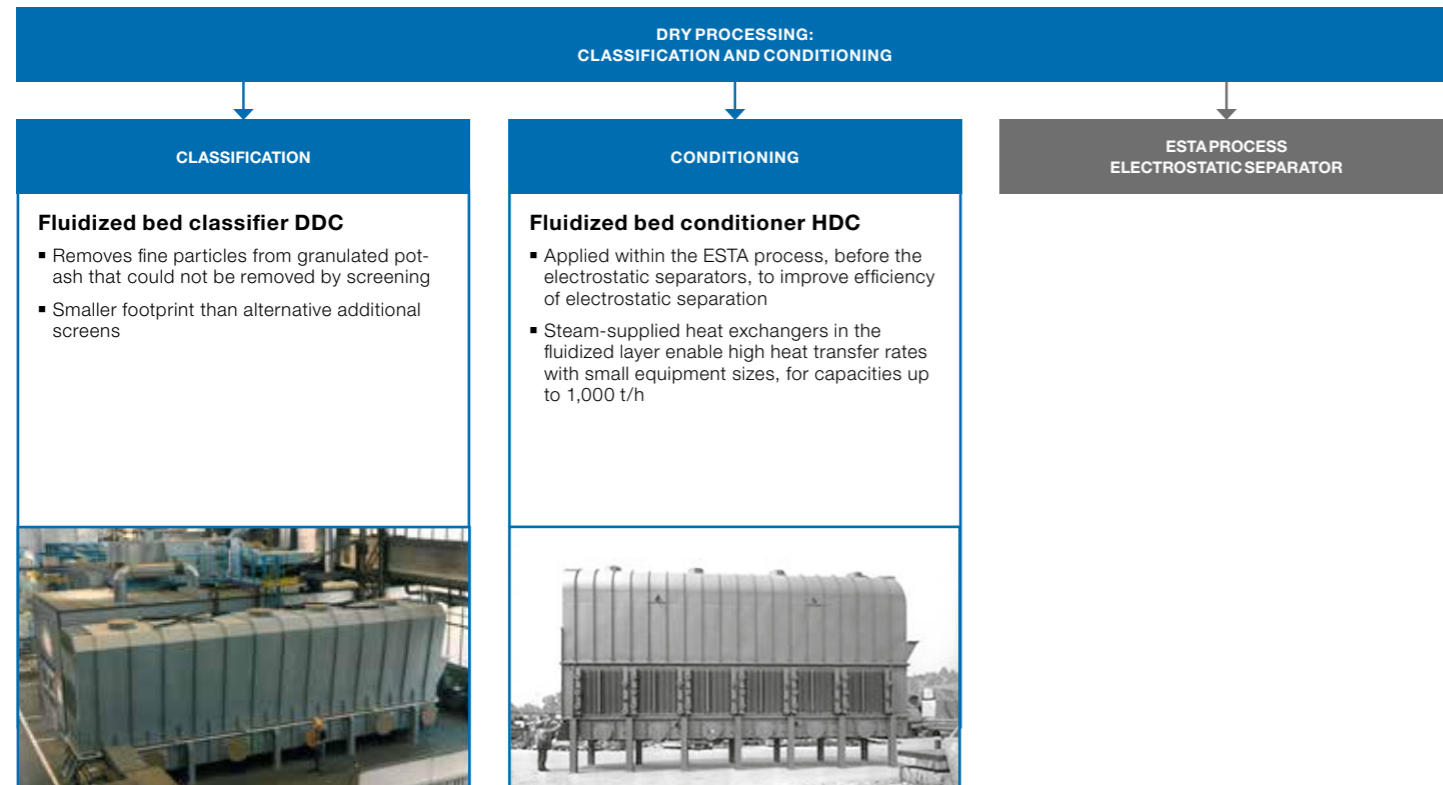 DRY PROCESSING:
CLASSIFICATION AND CONDITIONING
CLASSIFICATION
Fluidized bed classifier DDC
▪ Removes fine particles from granulated pot-
ash that could not be removed by screening
▪ Smaller footprint than alternative additional
screens
CONDITIONING
Fluidized bed conditioner HDC
▪ Applied within the ESTA process, before the
electrostatic separators, to improve efficiency
of electrostatic separation
▪ Steam-supplied heat exchangers in the
fluidized layer enable high heat transfer rates
with small equipment sizes, for capacities up
to 1,000 t/h
ESTA PROCESS
ELECTROSTATIC SEPARATOR